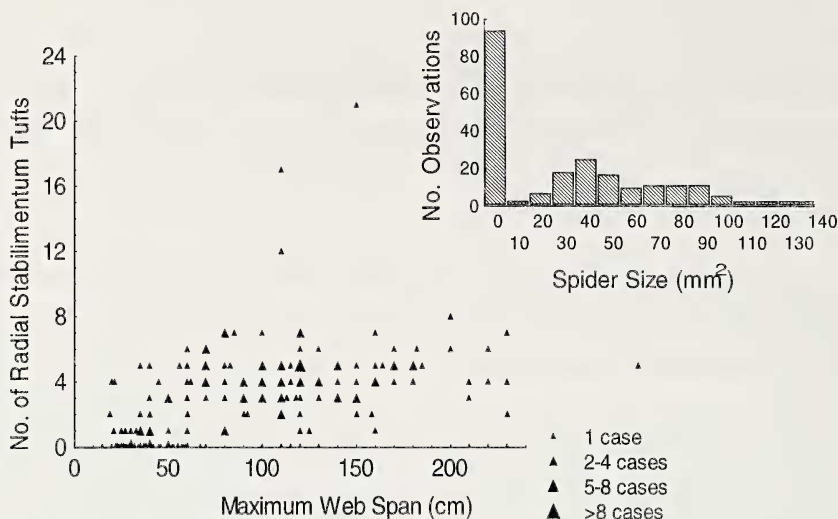 24
20
16
12
8
4
0
No. of Radial Stabilimentum Tufts
0 50 100 150 200
Maximum Web Span (cm)
100
80
60
40
20
0
No. Observations
0 20 40 60 80 100 120 140
10 30 50 70 90 110 130
Spider Size (mm2)
1 case
2-4 cases
5-8 cases
>8 cases